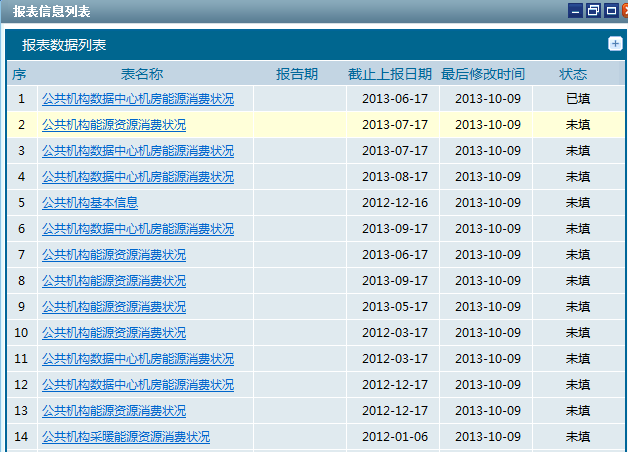 报表信息列表
报表数据列表
序 表名称 报告期 截止上报日期 最后修改时间 状态
1 公共机构数据中心机房能源消费状况 2013-06-17 2013-10-09 已填
2 公共机构能源资源消费状况 2013-07-17 2013-10-09 未填
3 公共机构数据中心机房能源消费状况 2013-07-17 2013-10-09 未填
4 公共机构数据中心机房能源消费状况 2013-08-17 2013-10-09 未填
5 公共机构基本信息 2012-12-16 2013-10-09 未填
6 公共机构数据中心机房能源消费状况 2013-09-17 2013-10-09 未填
7 公共机构能源资源消费状况 2013-06-17 2013-10-09 未填
8 公共机构能源资源消费状况 2013-09-17 2013-10-09 未填
9 公共机构能源资源消费状况 2013-05-17 2013-10-09 未填
10 公共机构能源资源消费状况 2012-03-17 2013-10-09 未填
11 公共机构数据中心机房能源消费状况 2012-03-17 2013-10-09 未填
12 公共机构数据中心机房能源消费状况 2012-12-17 2013-10-09 未填
13 公共机构能源资源消费状况 2012-12-17 2013-10-09 未填
14 公共机构采暖能源资源消费状况 2012-01-06 2013-10-09 未填